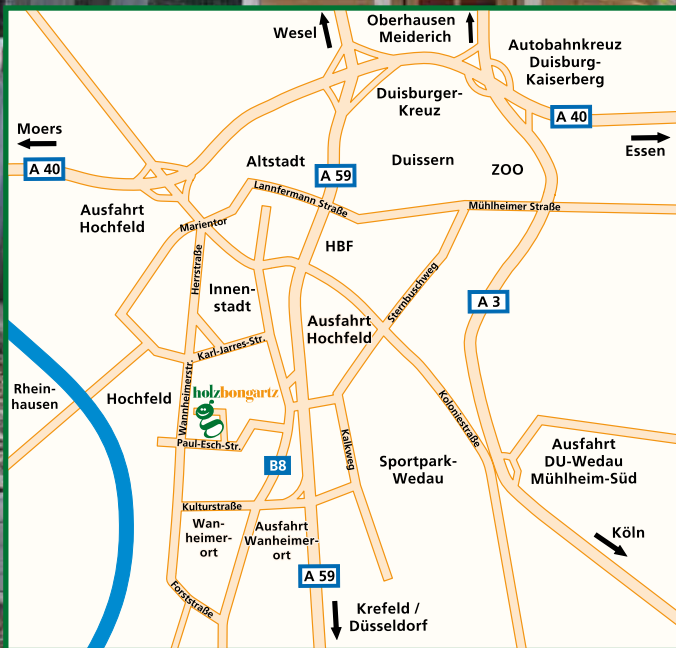 Wesel
Oberhausen
Meiderich
Autobahnkreuz
Duisburg-
Kaiserberg
Duisburger-
Kreuz
A 40
Essen
Moers
A 40
Altstadt
A 59
Duissern
ZOO
Lannfermann Straße
Mühlheimer Straße
Ausfahrt
Hochfeld
Marientor
HBF
Herrstraße
Innen-
stadt
Sternbuschweg
A 3
Ausfahrt
Hochfeld
Karl-Jarres-Str.
Rhein-
hausen
Hochfeld
Wannheimerstr.
holzbongartz
go
Paul-Esch-Str.
Koloniestraße
Kalkweg
B8
Sportpark-
Wedau
Ausfahrt
DU-Wedau
Mühlheim-Süd
Kulturstraße
Wan-
heimer-
ort
Ausfahrt
Wanheimer-
ort
Köln
A 59
Forststraße
Krefeld /
Düsseldorf